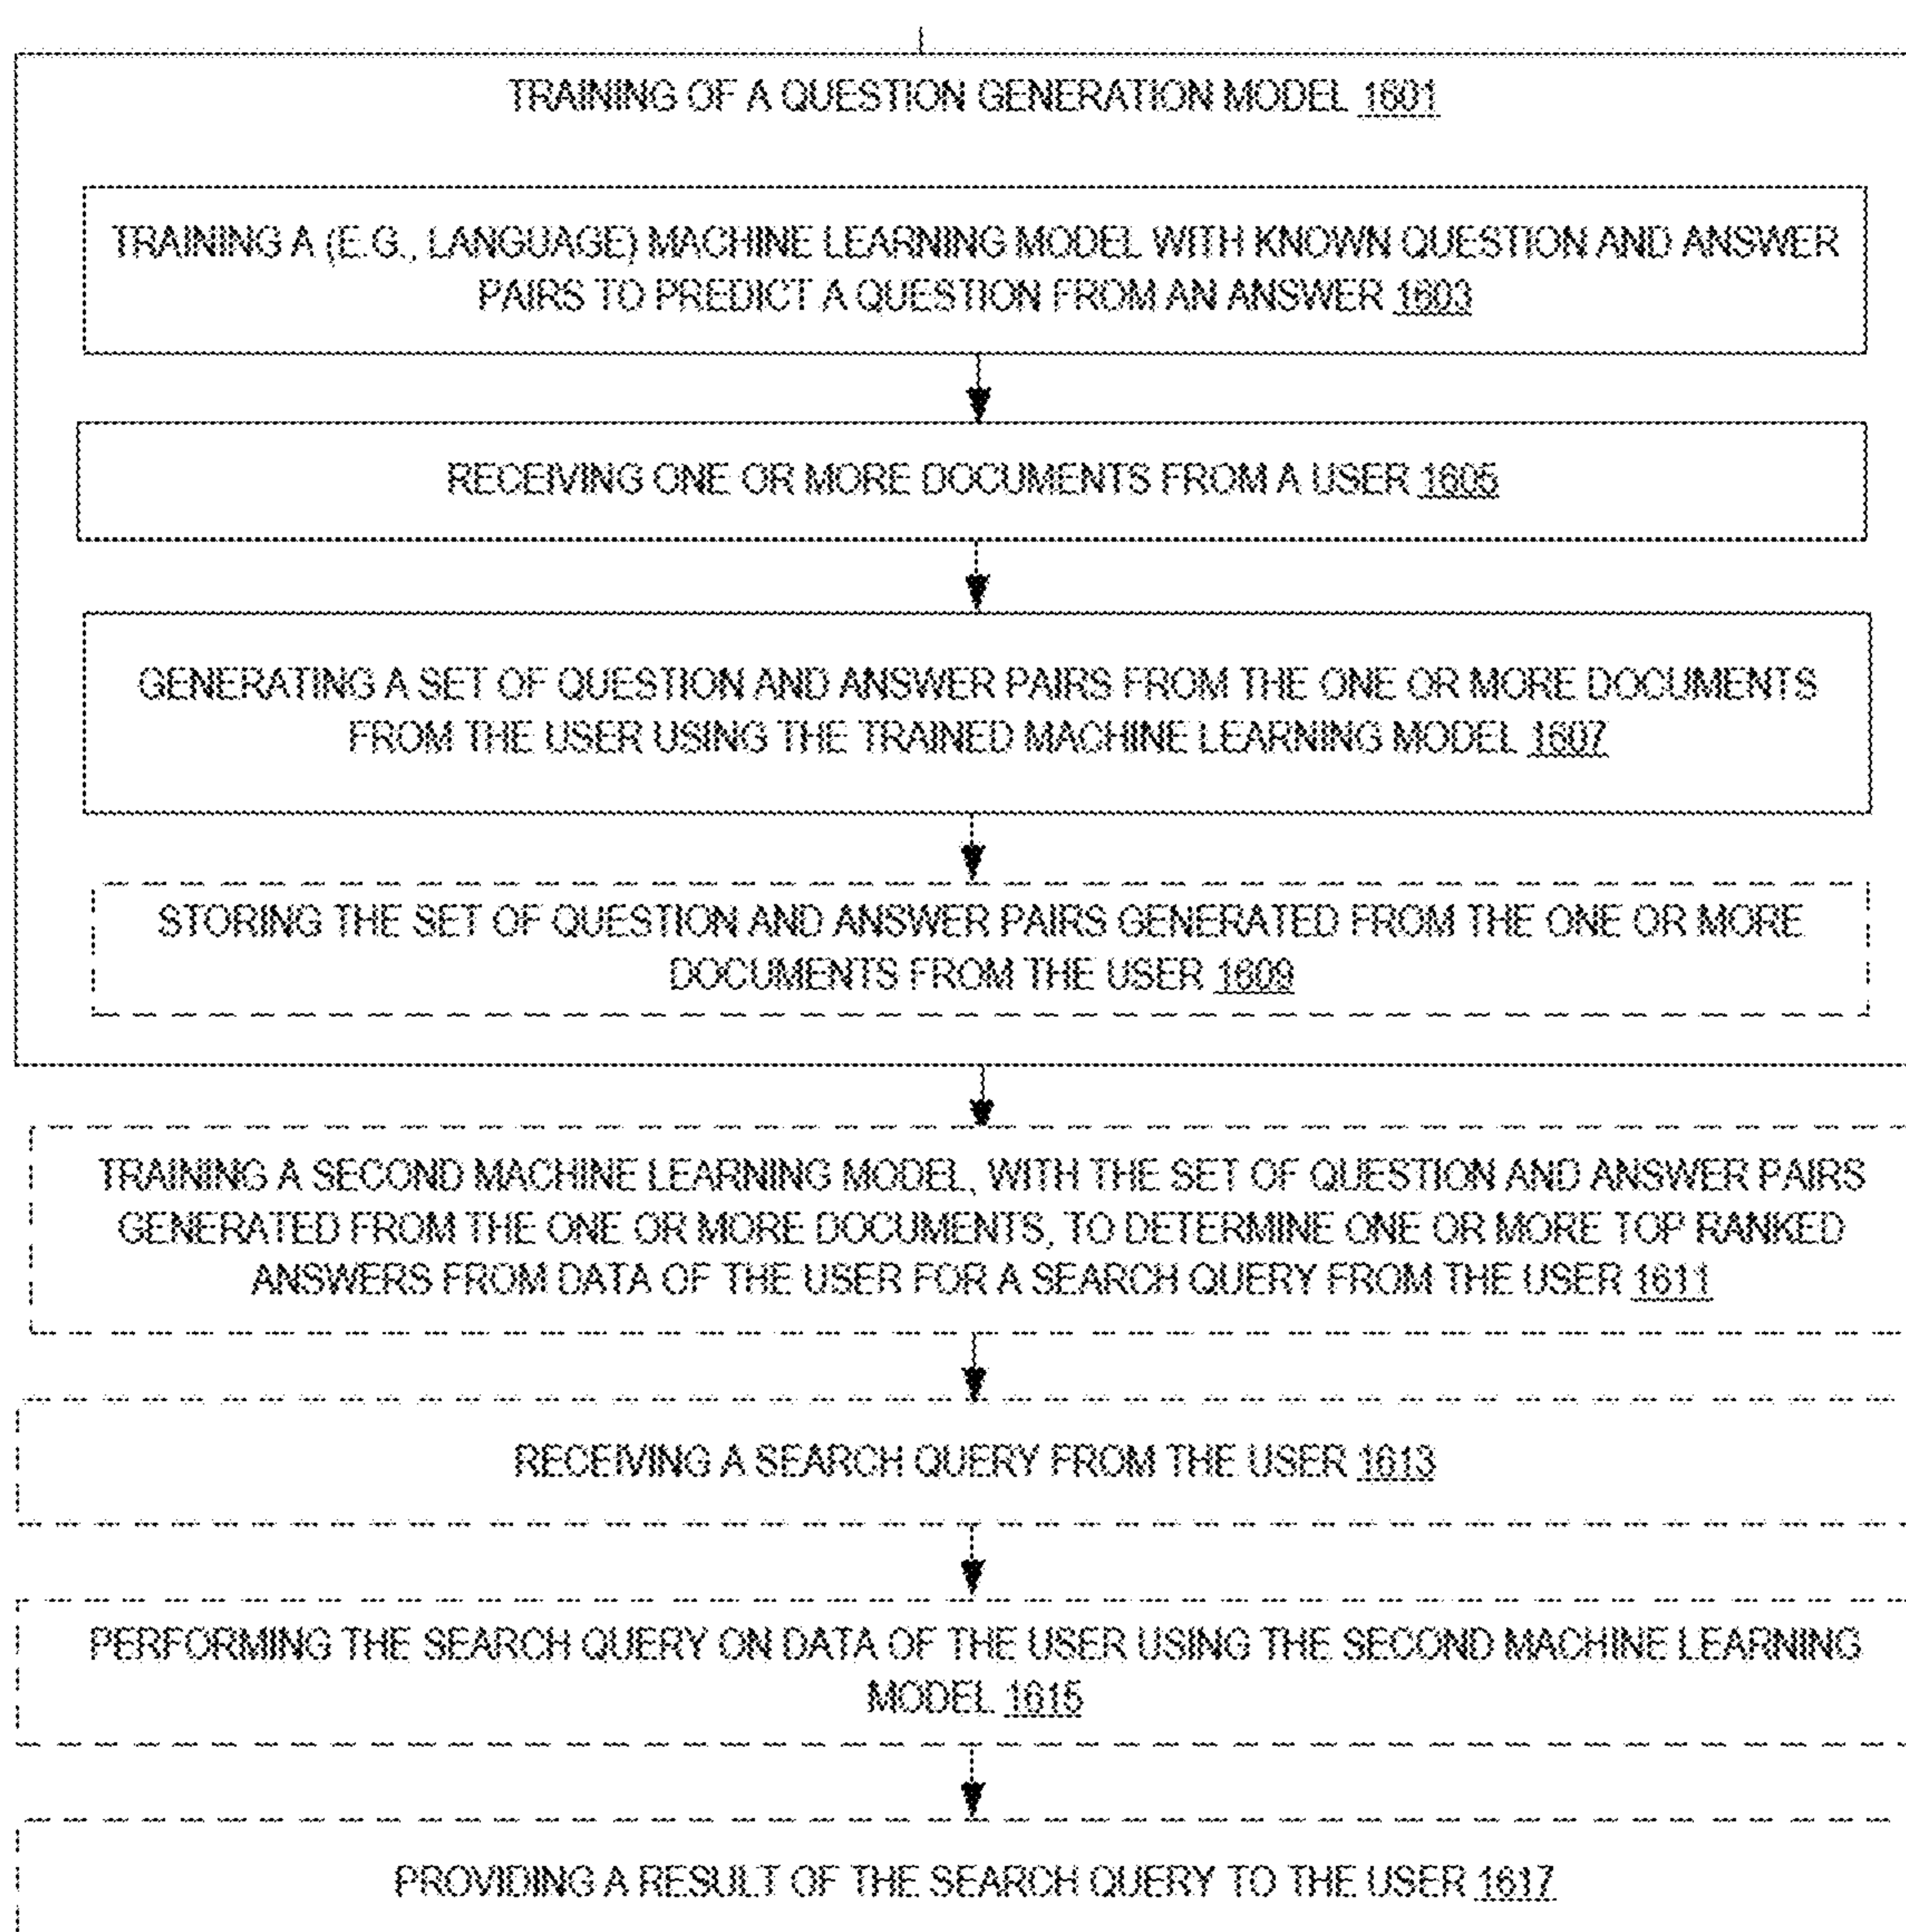 TRAINING OF A QUESTION GENERATION MODEL 1601
TRAINING A (E.G., LANGUAGE) MACHINE LEARNING MODEL WITH KNOWN QUESTION AND ANSWER
PAIRS TO PREDICT A QUESTION FROM AN ANSWER 1603
RECEIVING ONE OR MORE DOCUMENTS FROM A USER 1605
GENERATING A SET OF QUESTION AND ANSWER PAIRS FROM THE ONE OR MORE DOCUMENTS
FROM THE USER USING THE TRAINED MACHINE LEARNING MODEL 1607
STORING THE SET OF QUESTION AND ANSWER PAIRS GENERATED FROM THE ONE OR MORE
DOCUMENTS FROM THE USER 1609
TRAINING A SECOND MACHINE LEARNING MODEL, WITH THE SET OF QUESTION AND ANSWER PAIRS
GENERATED FROM THE ONE OR MORE DOCUMENTS, TO DETERMINE ONE OR MORE TOP RANKED
ANSWERS FROM DATA OF THE USER FOR A SEARCH QUERY FROM THE USER 1611
RECEIVING A SEARCH QUERY FROM THE USER 1613
PERFORMING THE SEARCH QUERY ON DATA OF THE USER USING THE SECOND MACHINE LEARNING
MODEL 1615
PROVIDING A RESULT OF THE SEARCH QUERY TO THE USER 1617